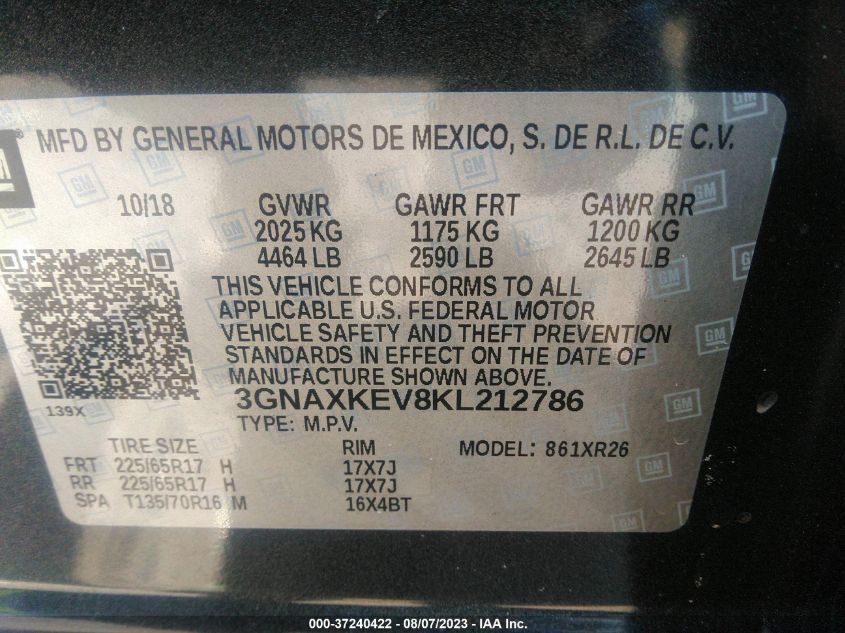 GM
MFD BY GENERAL MOTORS DE MEXICO, S. DE R.L. DE C.V.
10/18 GVWR GAWR FRT GAWR RR
2025 KG 1175 KG 1200 KG
4464 LB 2590 LB 2645 LB
THIS VEHICLE CONFORMS TO ALL
APPLICABLE U.S. FEDERAL MOTOR
VEHICLE SAFETY AND THEFT PREVENTION
STANDARDS IN EFFECT ON THE DATE OF
MANUFACTURE SHOWN ABOVE.
139X
3GNAXKEV8KL212786
TYPE: M.P.V.
TIRE SIZE RIM MODEL: 861XR26
FRT 225/65R17 H 17X7J
RR 225/65R17 H 17X7J
SPA T135/70R16 M 16X4BT
000-37240422 - 08/07/2023 - © IAA Inc.